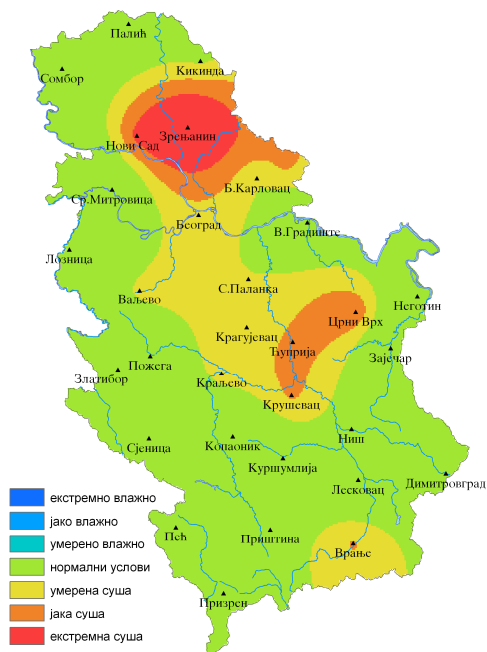 Палић
Кикинда
Сомбор
Зрењанин
Нови Сад
Б.Карловац
Ср.Митровица
Београд
В.Градиште
Лозница
С.Паланка
Ваљево
Неготин
Црни Врх
Крагујевац
Ћуприја
Зајечар
Пожега
Златибор
Краљево
Крушевац
Ниш
Копаоник
Сјеница
Куршумлија
Димитровград
Лесковац
Пећ
Приштина
Врање
Призрен
екстремно влажно
јако влажно
умерено влажно
нормални услови
умерена суша
јака суша
екстремна суша